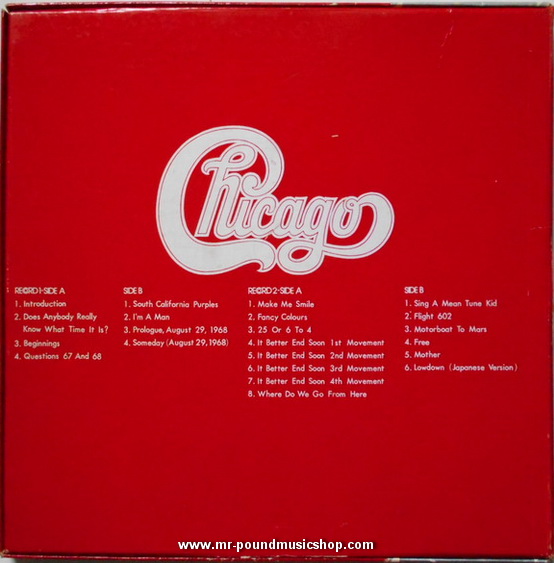 Chicago
RECORD 1-SIDE A
1. Introduction
2. Does Anybody Really
Know What Time It Is?
3. Beginnings
4. Questions 67 And 68
SIDE B
1. South California Purples
2. I'm A Man
3. Prologue, August 29, 1968
4. Someday (August 29,1968)
RECORD 2-SIDE A
1. Make Me Smile
2. Fancy Colours
3. 25 Or 6 To 4
4. It Better End Soon 1st Movement
5. It Better End Soon 2nd Movement
6. It Better End Soon 3rd Movement
7. It Better End Soon 4th Movement
8. Where Do We Go From Here
SIDE B
1. Sing A Mean Tune Kid
2. Flight 602
3. Motorboat To Mars
4. Free
5. Mother
6. Lowdown (Japanese Version)
www.mr-poundmusicshop.com